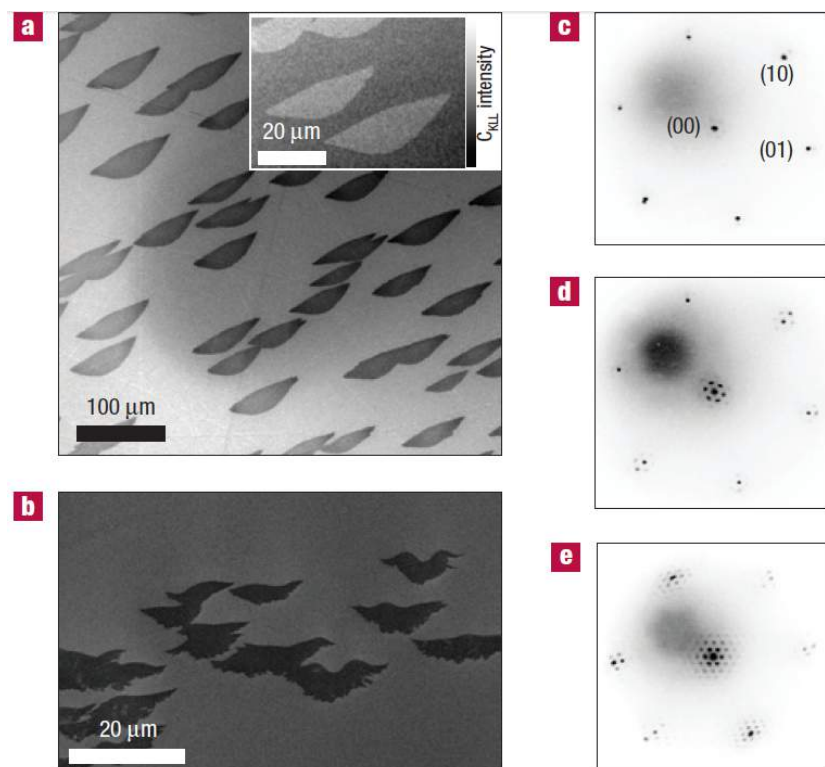 a
20 μm
C_KLL intensity
100 μm
b
20 μm
c
(10)
(00)
(01)
d
e